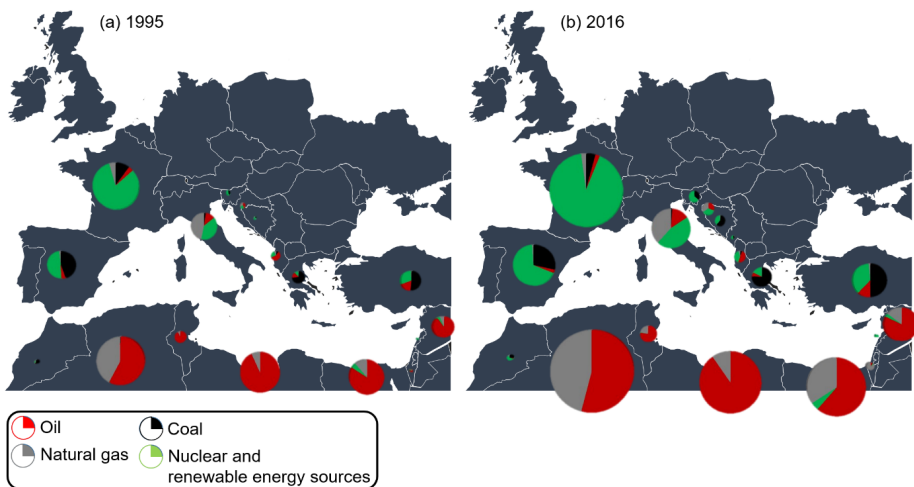 (a) 1995
(b) 2016
Oil
Coal
Natural gas
Nuclear and
renewable energy sources